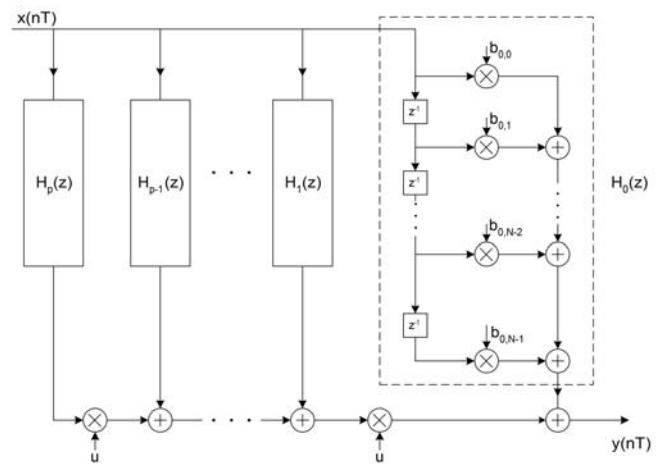 x(nT)
b0,0
z-1
b0,1
Hp(z)
Hp-1(z)
. . .
H1(z)
z-1
H0(z)
b0,N-2
z-1
b0,N-1
u
u
y(nT)